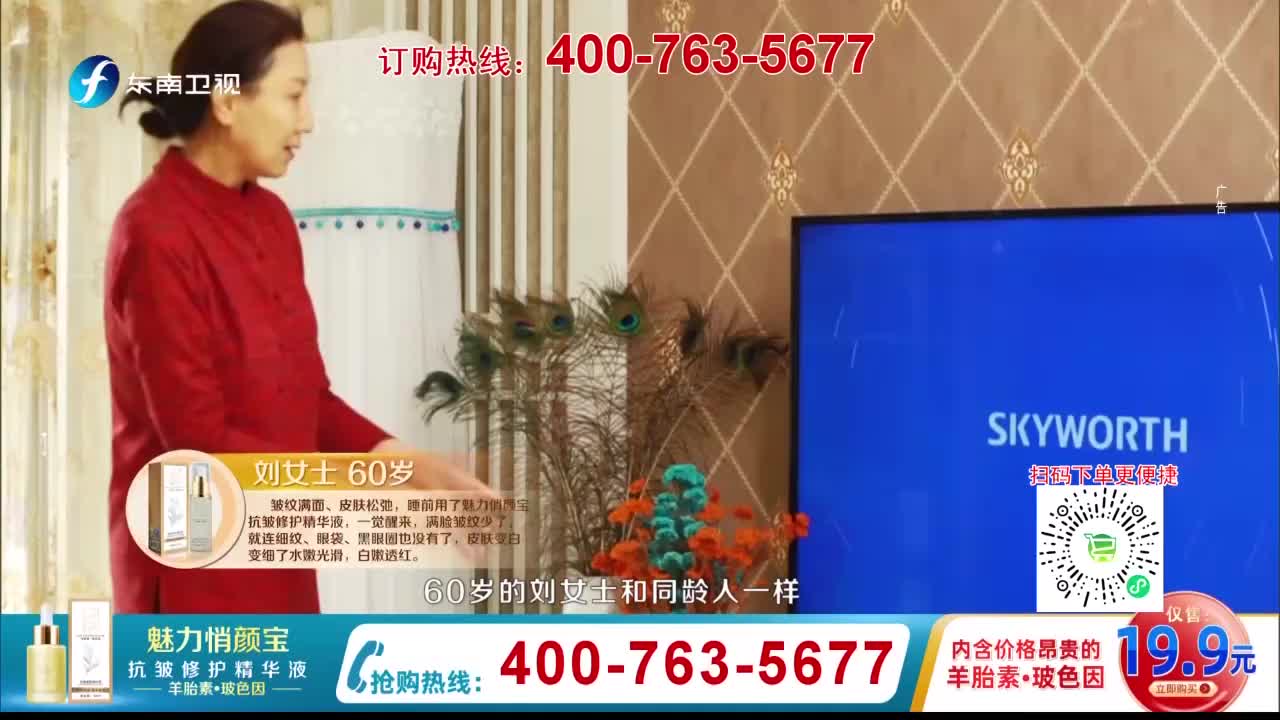 订购热线：400-763-5677
东南卫视
广告
SKYWORTH
扫码下单更便捷
刘女士 60岁
皱纹满面、皮肤松弛，睡前用了魅力俏颜宝
抗皱修护精华液，一觉醒来，满脸皱纹少了，
就连细纹、眼袋、黑眼圈也没有了，皮肤变白
变细了水嫩光滑，白嫩透红。
60岁的刘女士和同龄人一样
魅力俏颜宝
抗皱修护精华液
羊胎素•玻色因
抢购热线：400-763-5677
内含价格昂贵的
羊胎素•玻色因
仅售：
19.9元
立即购买